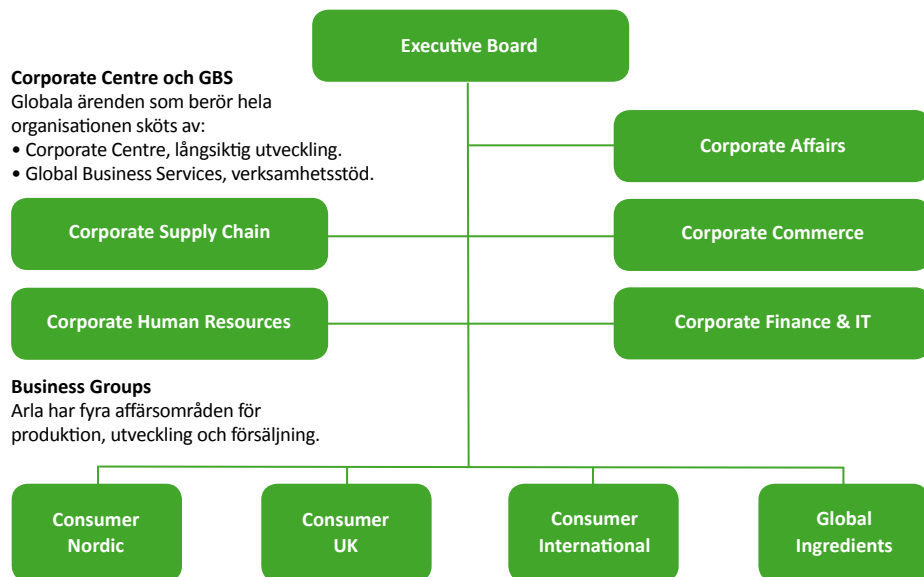 Executive Board
Corporate Centre och GBS
Globala ärenden som berör hela
organisationen sköts av:
• Corporate Centre, långsiktig utveckling.
• Global Business Services, verksamhetsstöd.
Corporate Affairs
Corporate Supply Chain
Corporate Commerce
Corporate Human Resources
Corporate Finance & IT
Business Groups
Arla har fyra affärsområden för
produktion, utveckling och försäljning.
Consumer
Nordic
Consumer
UK
Consumer
International
Global
Ingredients